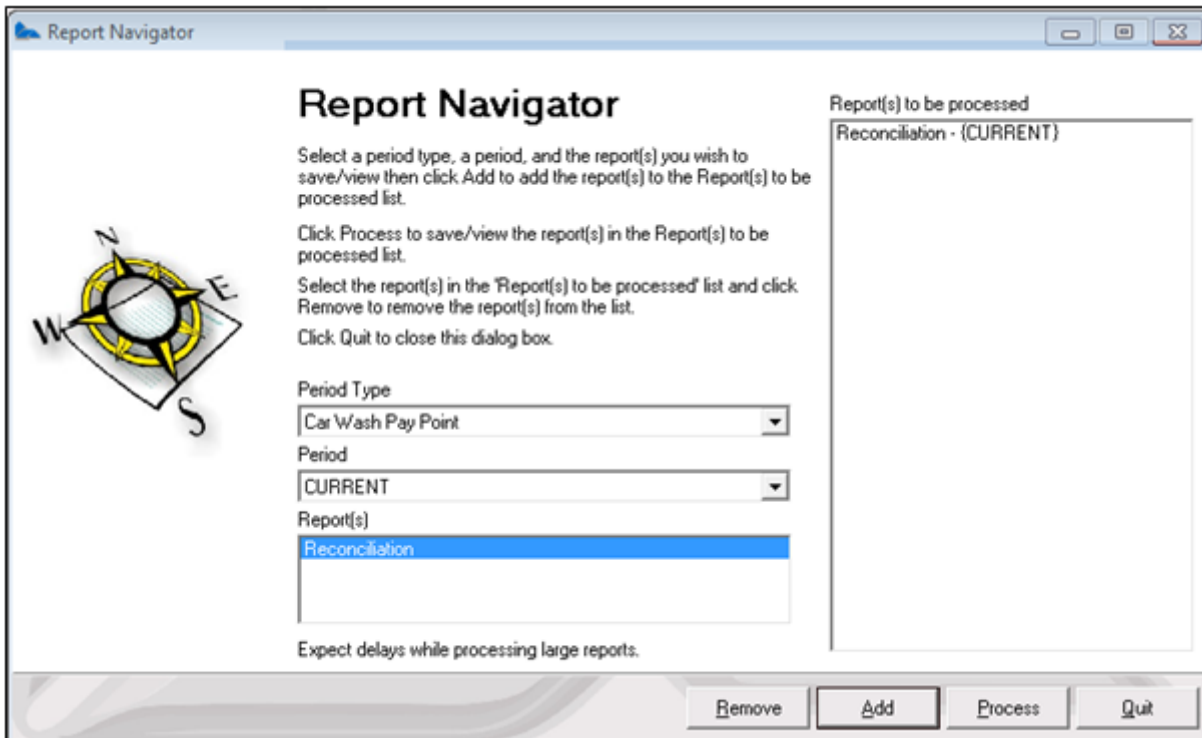 Report Navigator
Report Navigator
Select a period type, a period, and the report(s) you wish to
save/view then click Add to add the report(s) to the Report(s) to be
processed list.
Click Process to save/view the report(s) in the Report(s) to be
processed list.
Select the report(s) in the 'Report(s) to be processed' list and click
Remove to remove the report(s) from the list.
Click Quit to close this dialog box.
N
E
W
S
Period Type
Car Wash Pay Point
Period
CURRENT
Report(s)
Reconciliation
Expect delays while processing large reports.
Report(s) to be processed
Reconciliation - {CURRENT}
Remove
Add
Process
Quit